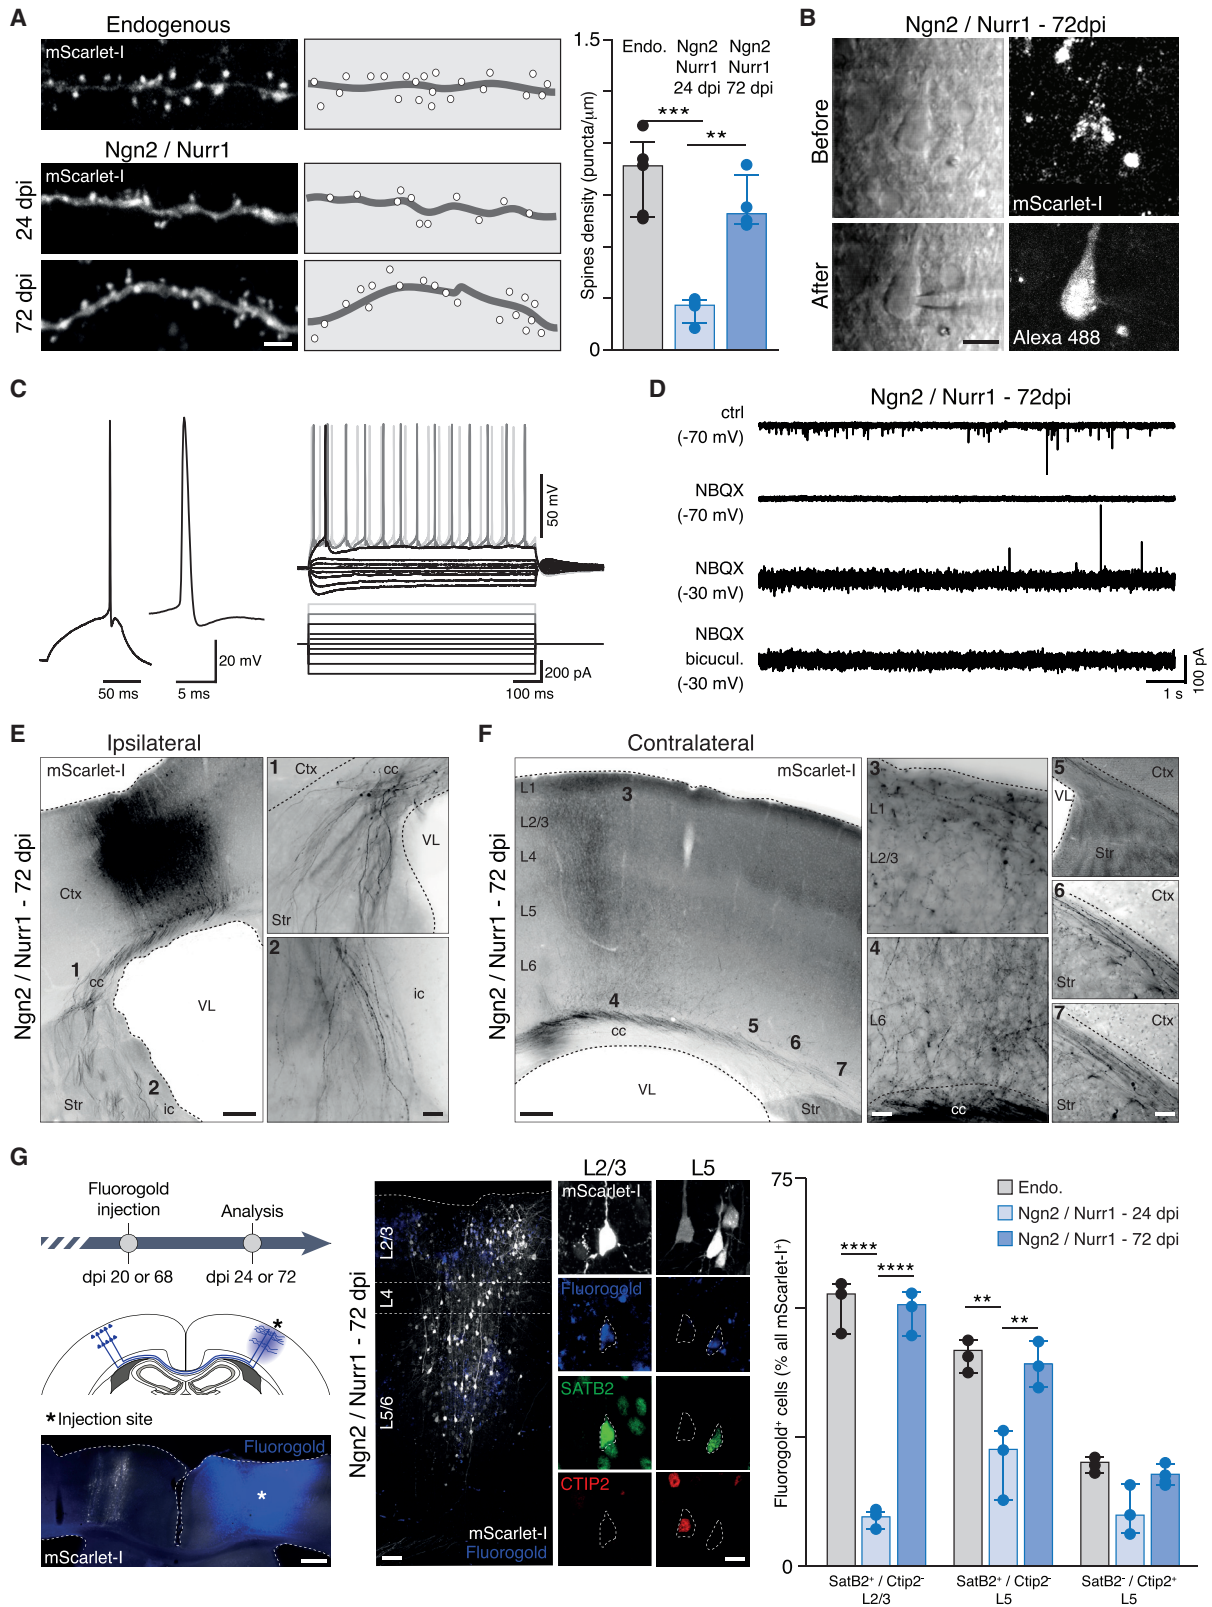 A
Endogenous
mScarlet-I
Ngn2 / Nurr1
24 dpi
mScarlet-I
72 dpi
Spines density (puncta/µm)
1.5
0
Endo.
Ngn2
Nurr1
24 dpi
Ngn2
Nurr1
72 dpi
***
**
B
Ngn2 / Nurr1 - 72dpi
Before
mScarlet-I
After
Alexa 488
C
50 ms
5 ms
20 mV
50 mV
200 pA
100 ms
D
Ngn2 / Nurr1 - 72dpi
ctrl
(-70 mV)
NBQX
(-70 mV)
NBQX
(-30 mV)
NBQX
bicucul.
(-30 mV)
100 pA
1 s
E
Ipsilateral
Ngn2 / Nurr1 - 72 dpi
mScarlet-I
Ctx
1
cc
VL
2
Str
ic
1
Ctx
cc
VL
Str
2
ic
F
Contralateral
Ngn2 / Nurr1 - 72 dpi
mScarlet-I
L1
3
L2/3
L4
L5
L6
4
cc
5
6
7
VL
Str
3
L1
L2/3
4
L6
cc
5
Ctx
VL
Str
6
Ctx
Str
7
Ctx
Str
G
Fluorogold
injection
Analysis
dpi 20 or 68
dpi 24 or 72
*
*Injection site
Fluorogold
*
mScarlet-I
Ngn2 / Nurr1 - 72 dpi
L2/3
L4
L5/6
mScarlet-I
Fluorogold
L2/3
L5
mScarlet-I
Fluorogold
SATB2
CTIP2
Fluorogold⁺ cells (% all mScarlet-I⁺)
75
0
Endo.
Ngn2 / Nurr1 - 24 dpi
Ngn2 / Nurr1 - 72 dpi
****
****
**
**
SatB2⁺ / Ctip2⁻
L2/3
SatB2⁺ / Ctip2⁻
L5
SatB2⁻ / Ctip2⁺
L5